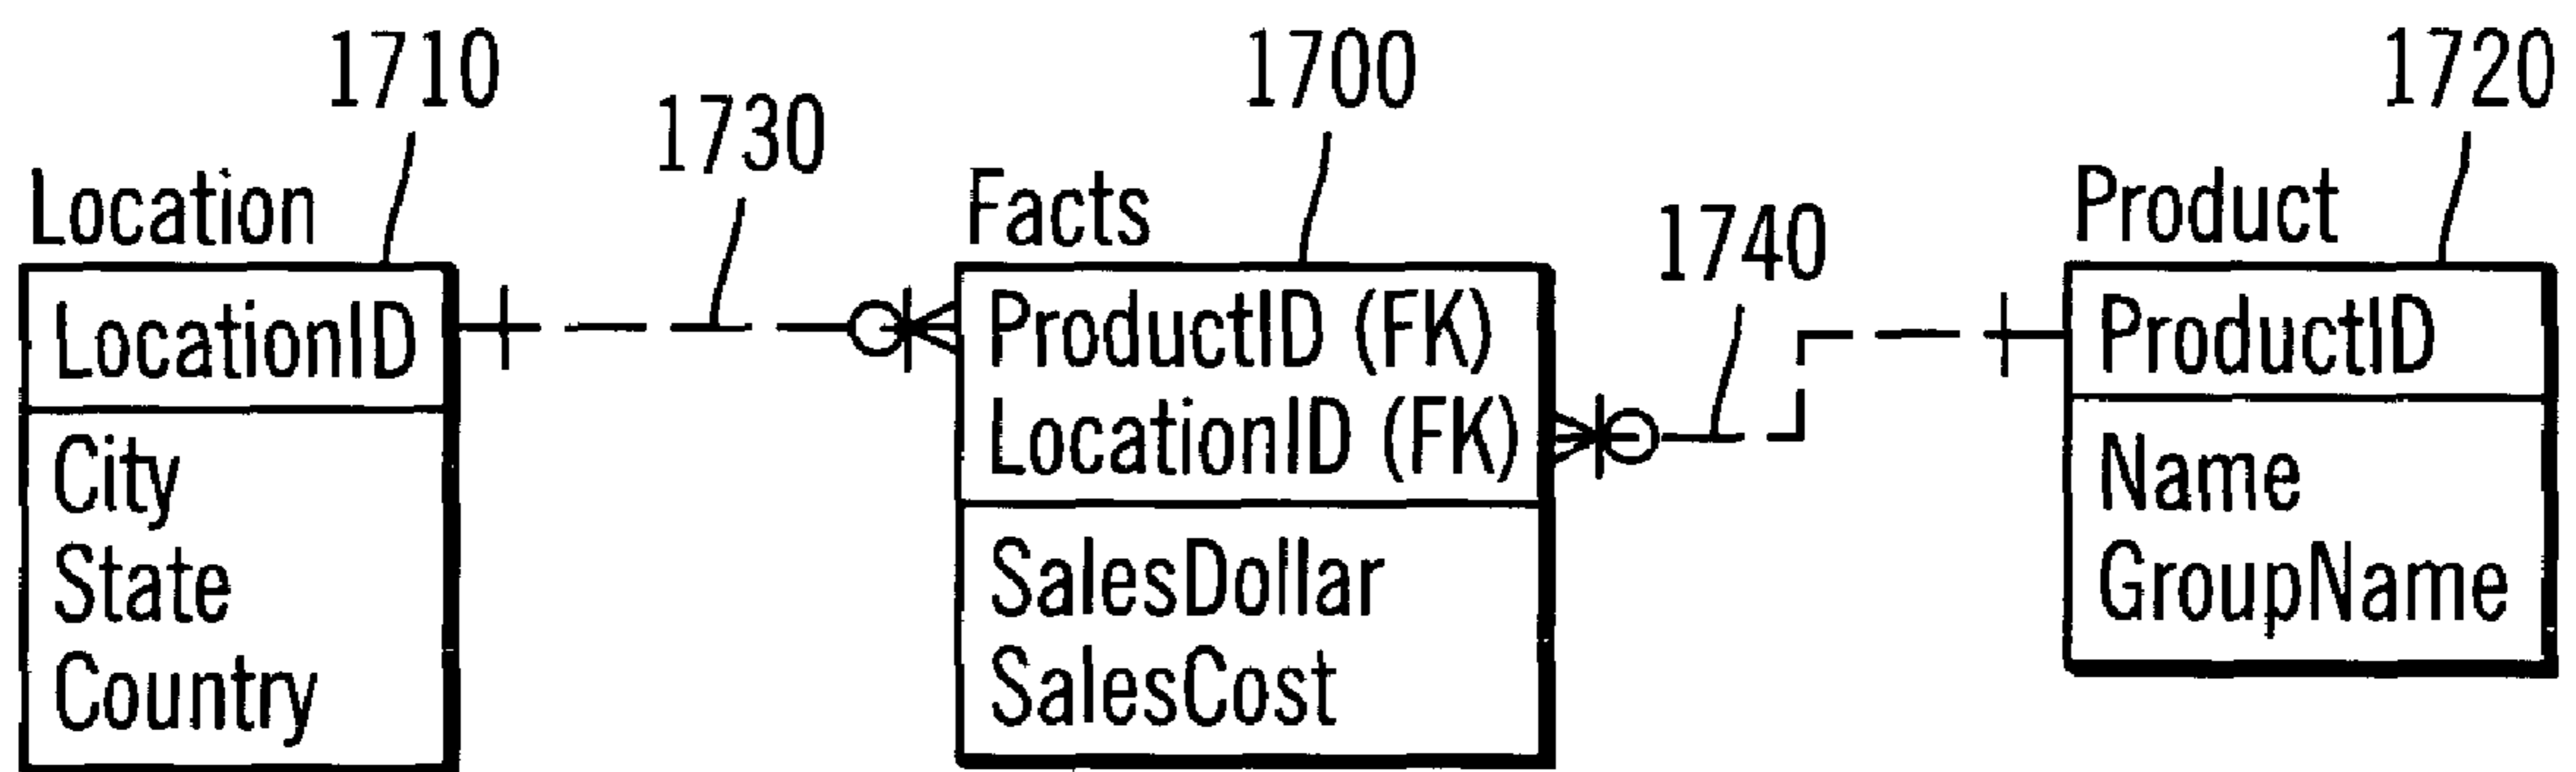 1710
1730
1700
1740
1720
Location
LocationID
City
State
Country
Facts
ProductID (FK)
LocationID (FK)
SalesDollar
SalesCost
Product
ProductID
Name
GroupName